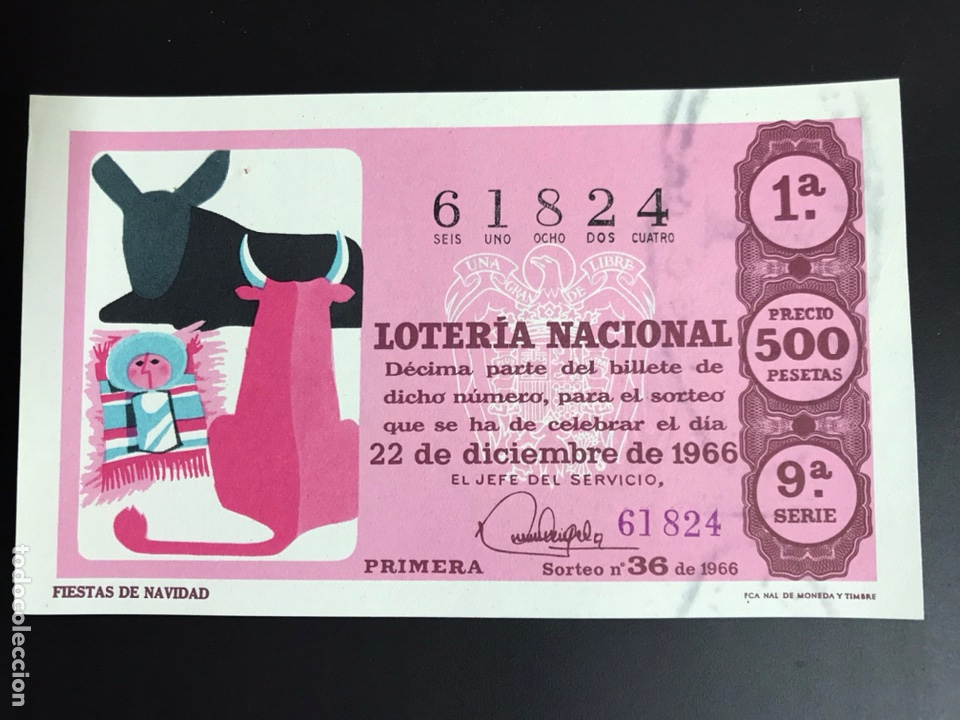 61824
SEIS UNO OCHO DOS CUATRO
UNA GRANDE LIBRE
LOTERÍA NACIONAL
Décima parte del billete de
dicho número, para el sorteo
que se ha de celebrar el día
22 de diciembre de 1966
EL JEFE DEL SERVICIO,
61824
PRIMERA Sorteo nº 36 de 1966
1ª.
PRECIO
500
PESETAS
9ª.
SERIE
FIESTAS DE NAVIDAD
FCA NAL DE MONEDA Y TIMBRE
todocoleccion